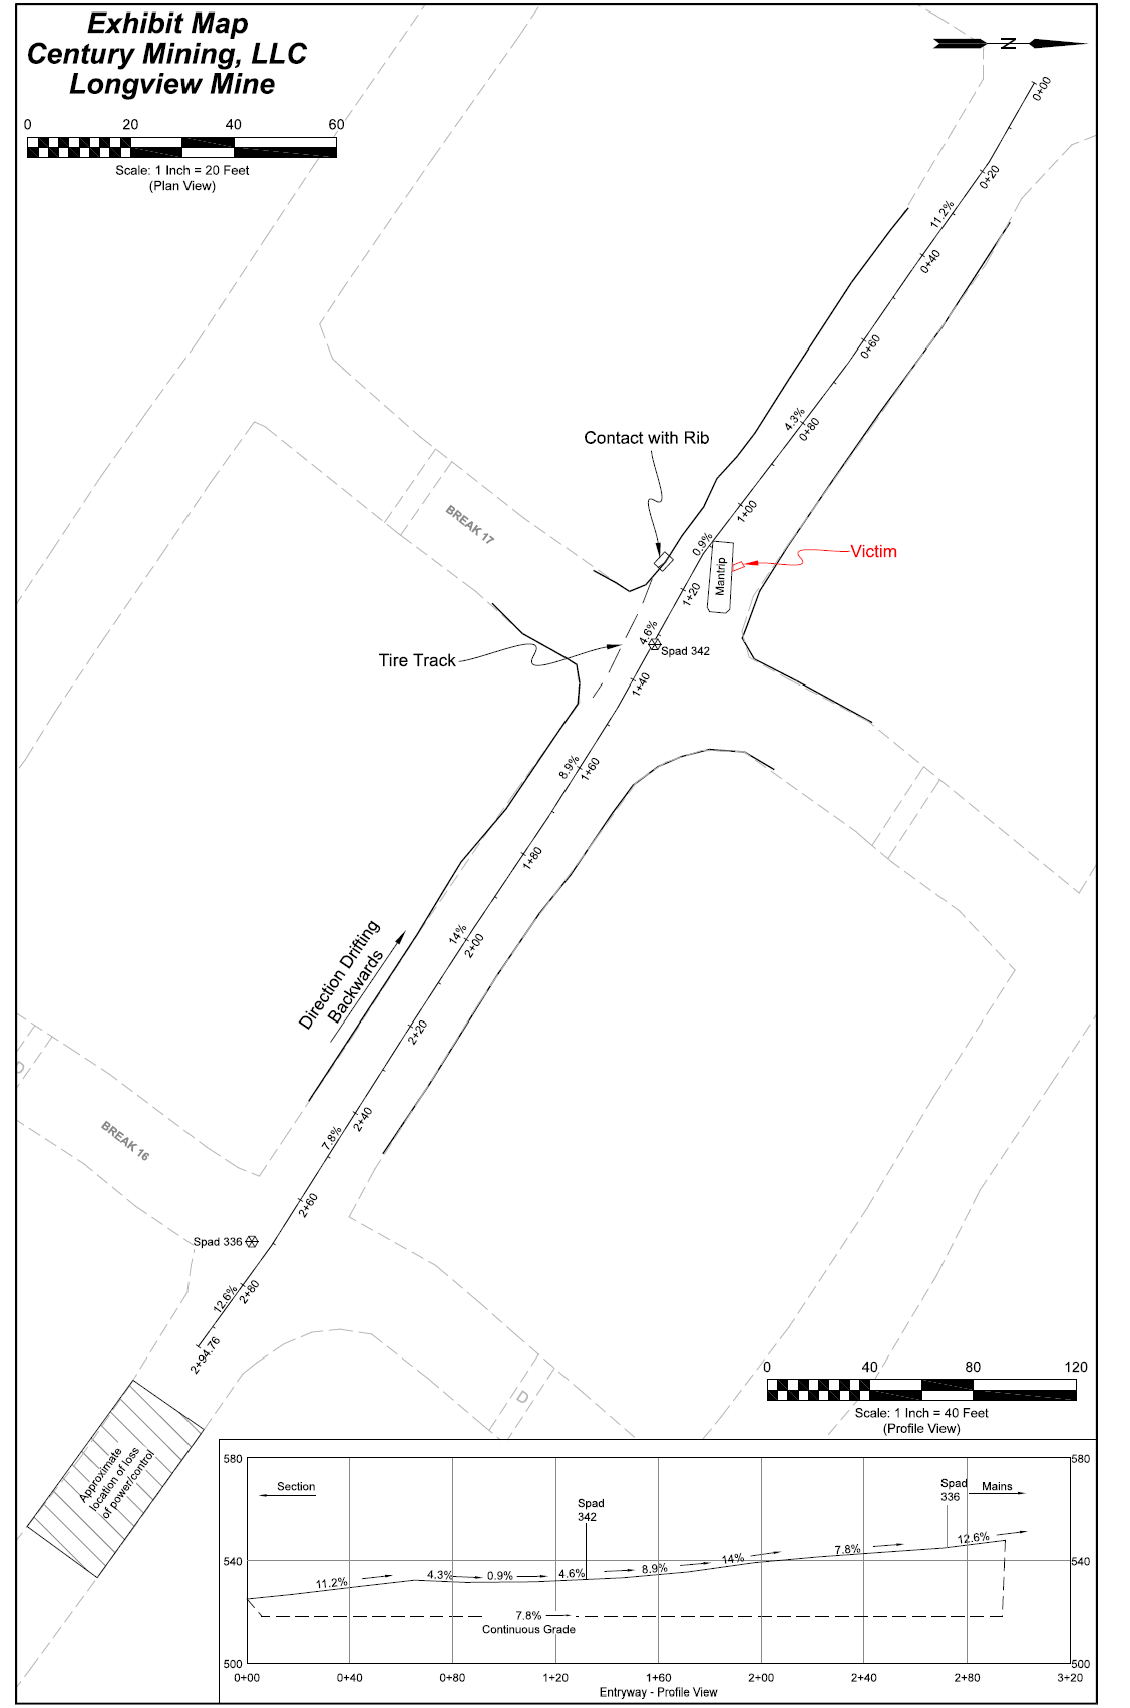 Exhibit Map
Century Mining, LLC
Longview Mine
0 20 40 60
Scale: 1 Inch = 20 Feet
(Plan View)
N
0+00
0+20
11.2%
0+40
0+60
4.3%
0+80
Contact with Rib
1+00
BREAK 17
0.9%
Victim
Mantrip
1+20
4.6%
Spad 342
Tire Track
1+40
8.9%
1+60
1+80
14%
2+00
Direction Drifting
Backwards
2+20
D
2+40
7.8%
BREAK 16
2+60
Spad 336
2+80
12.6%
2+94.76
0 40 80 120
Scale: 1 Inch = 40 Feet
(Profile View)
D
Approximate
location of loss
of power/control
580 580
Section
Spad
336
Mains
Spad
342
540 540
11.2% 4.3% 0.9% 4.6% 8.9% 14% 7.8% 12.6%
7.8%
Continuous Grade
500 500
0+00 0+40 0+80 1+20 1+60 2+00 2+40 2+80 3+20
Entryway - Profile View